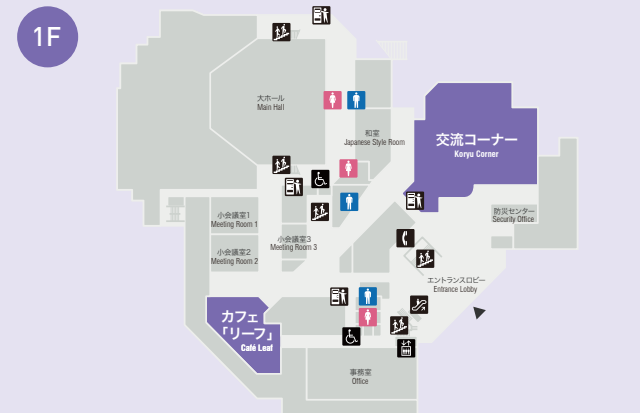 1F
大ホール
Main Hall
和室
Japanese Style Room
交流コーナー
Koryu Corner
防災センター
Security Office
小会議室1
Meeting Room 1
小会議室2
Meeting Room 2
小会議室3
Meeting Room 3
エントランスロビー
Entrance Lobby
カフェ
「リーフ」
Café Leaf
事務室
Office